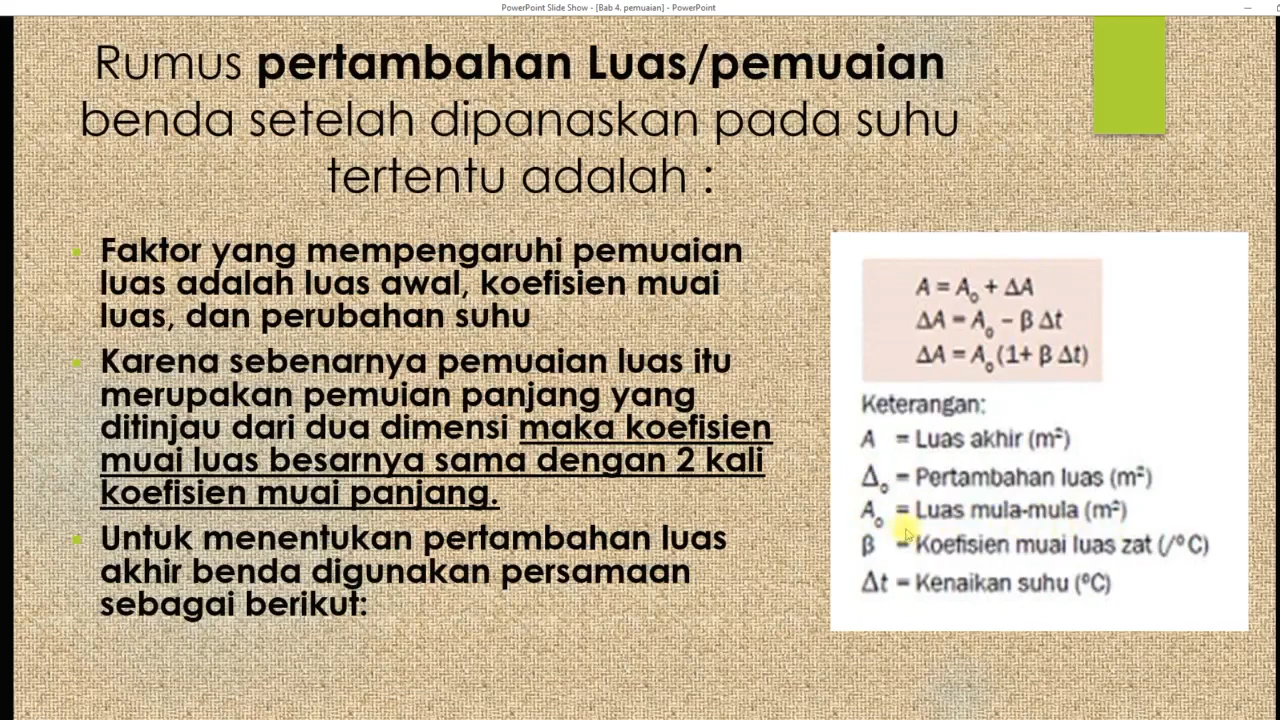 PowerPoint Slide Show - [Bab 4. pemuaian] - PowerPoint
Rumus pertambahan Luas/pemuaian
benda setelah dipanaskan pada suhu
tertentu adalah :
Faktor yang mempengaruhi pemuaian
luas adalah luas awal, koefisien muai
luas, dan perubahan suhu
Karena sebenarnya pemuaian luas itu
merupakan pemuian panjang yang
ditinjau dari dua dimensi maka koefisien
muai luas besarnya sama dengan 2 kali
koefisien muai panjang.
Untuk menentukan pertambahan luas
akhir benda digunakan persamaan
sebagai berikut:
A = A₀ + ΔA
ΔA = A₀ – β Δt
ΔA = A₀ (1+ β Δt)
Keterangan:
A = Luas akhir (m²)
Δ₀ = Pertambahan luas (m²)
A₀ = Luas mula-mula (m²)
β = Koefisien muai luas zat (/°C)
Δt = Kenaikan suhu (°C)